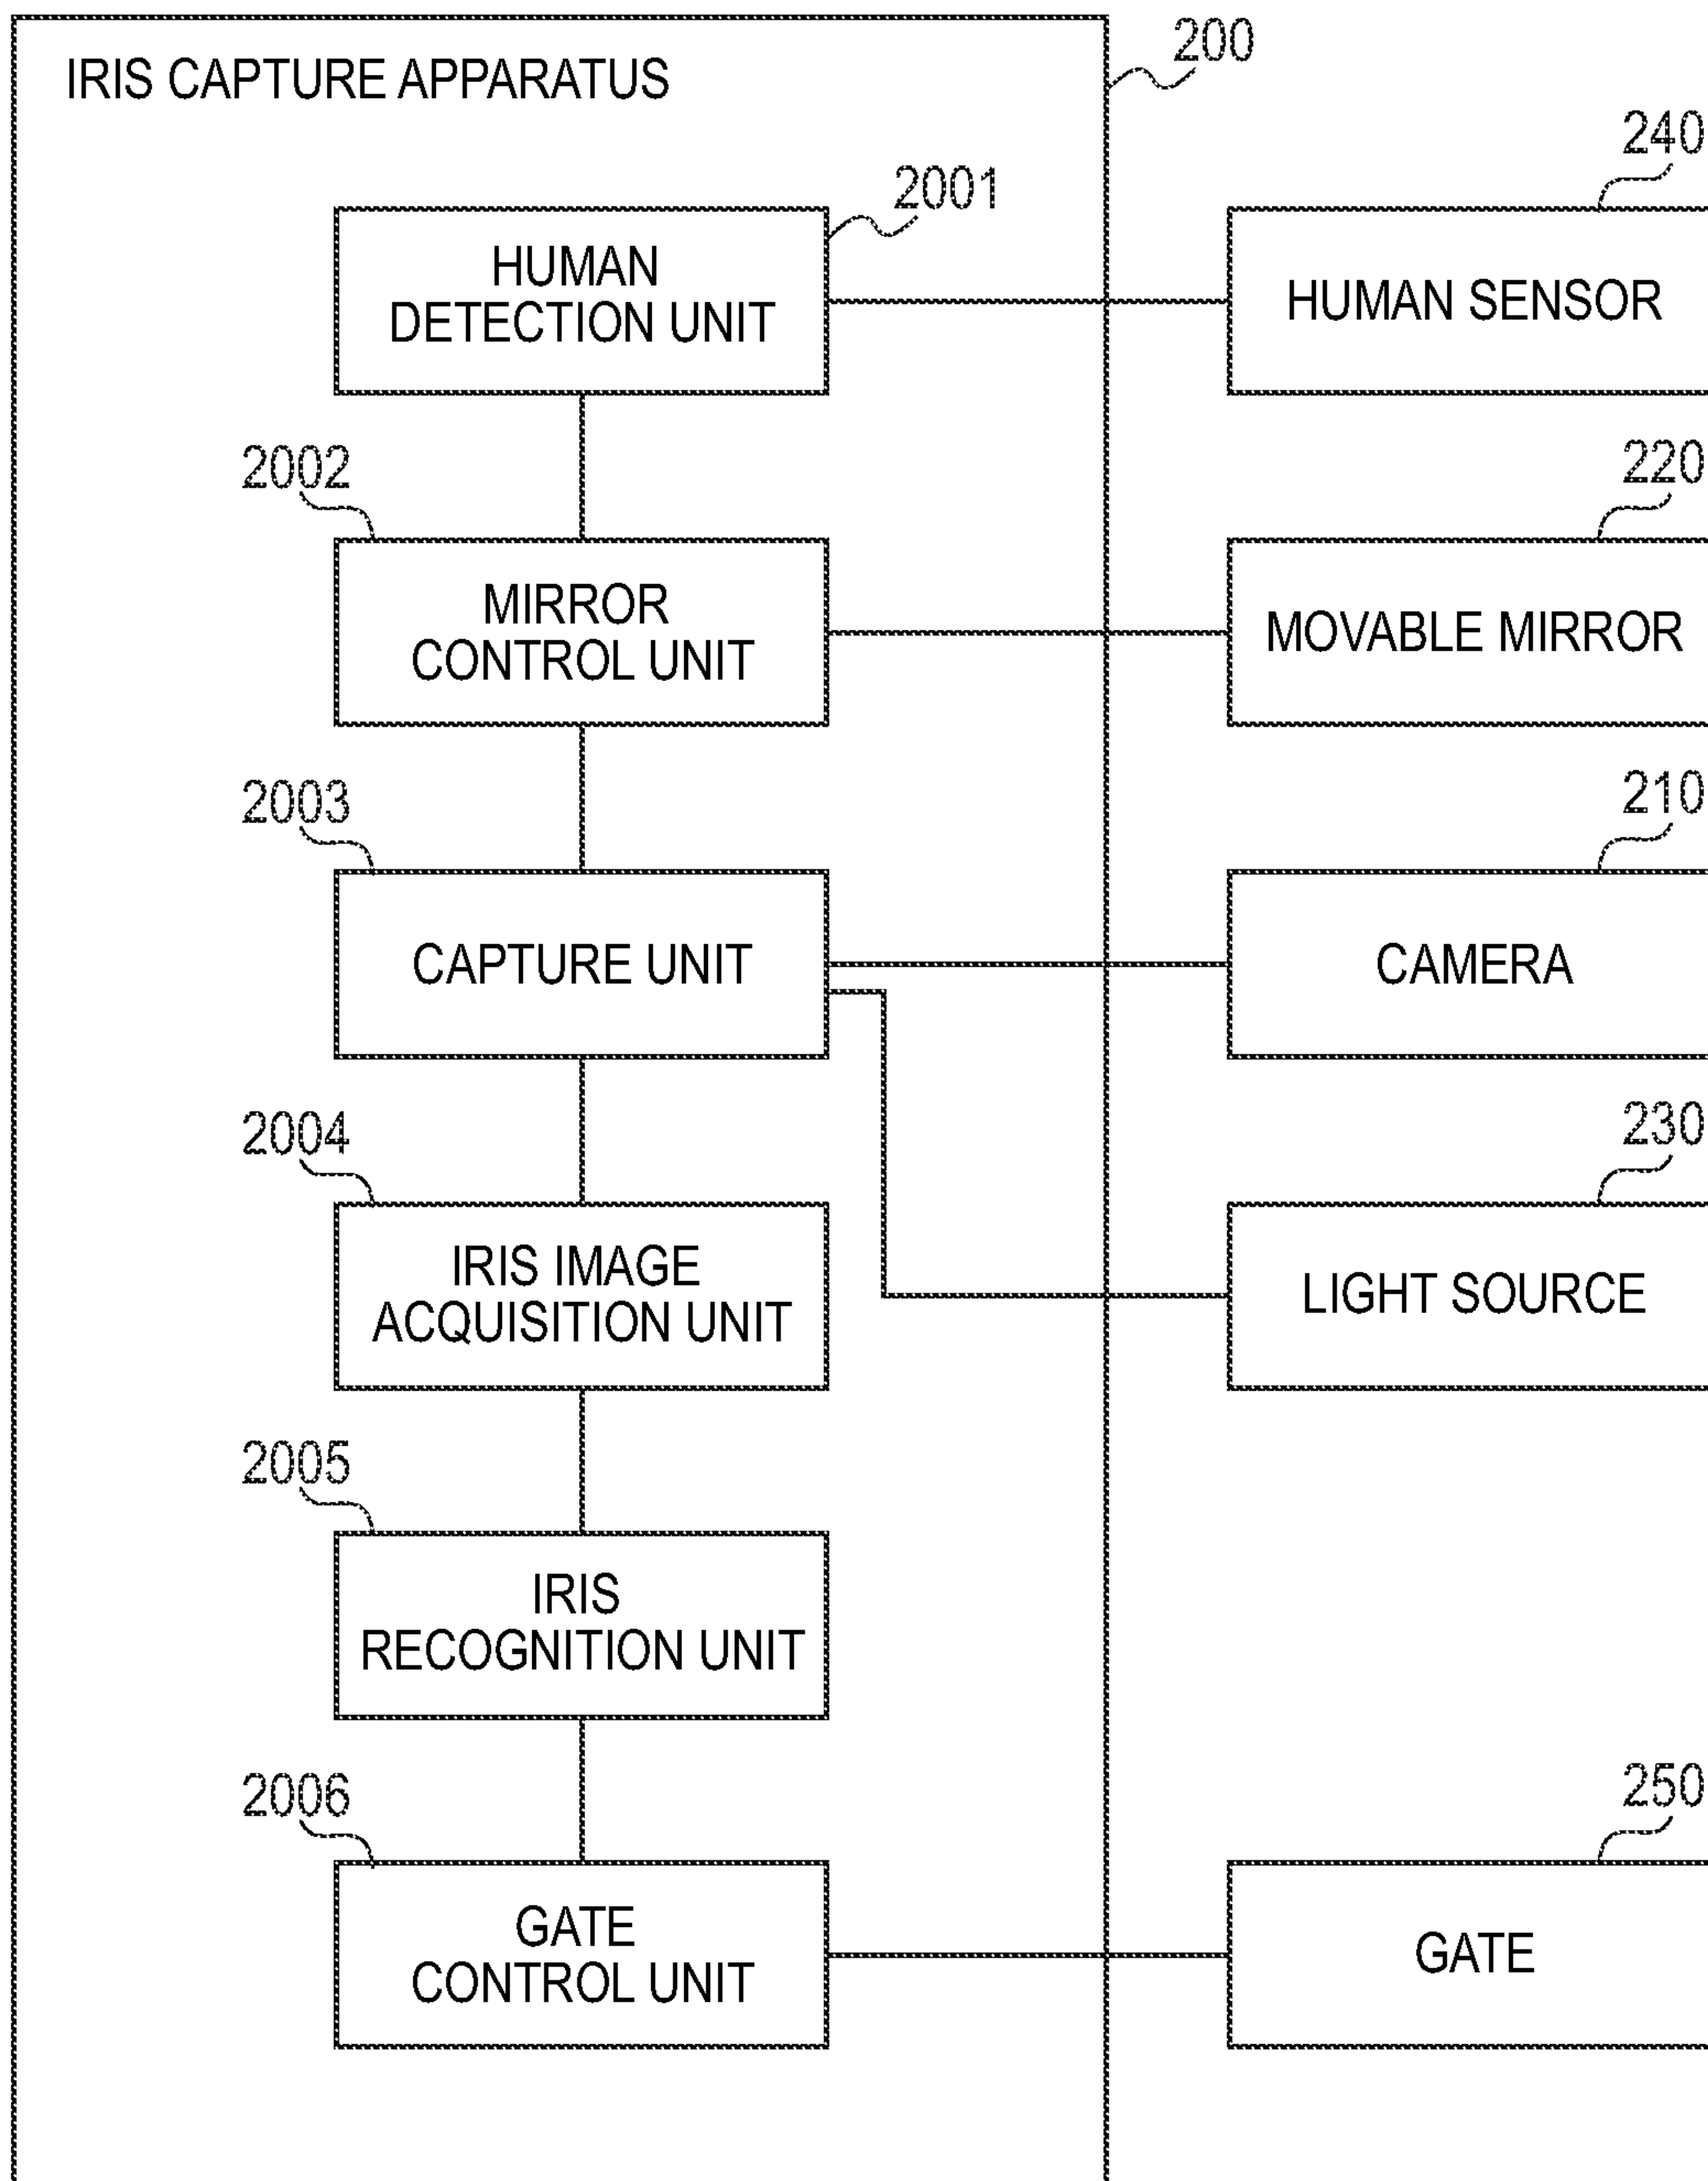 IRIS CAPTURE APPARATUS
200
2001
HUMAN
DETECTION UNIT
240
HUMAN SENSOR
2002
MIRROR
CONTROL UNIT
220
MOVABLE MIRROR
2003
CAPTURE UNIT
210
CAMERA
2004
IRIS IMAGE
ACQUISITION UNIT
230
LIGHT SOURCE
2005
IRIS
RECOGNITION UNIT
2006
GATE
CONTROL UNIT
250
GATE